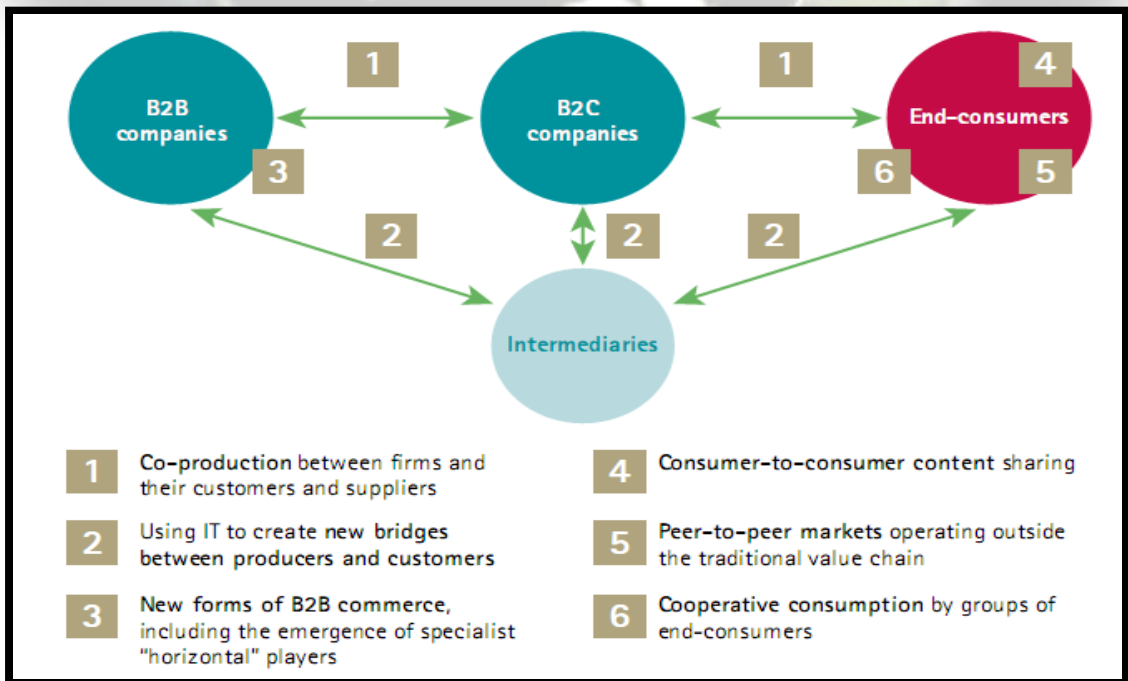 1
1
B2B
companies
B2C
companies
End-consumers
4
3
6
5
2
2
2
Intermediaries
1
Co-production between firms and
their customers and suppliers
2
Using IT to create new bridges
between producers and customers
3
New forms of B2B commerce,
including the emergence of specialist
"horizontal" players
4
Consumer-to-consumer content sharing
5
Peer-to-peer markets operating outside
the traditional value chain
6
Cooperative consumption by groups of
end-consumers